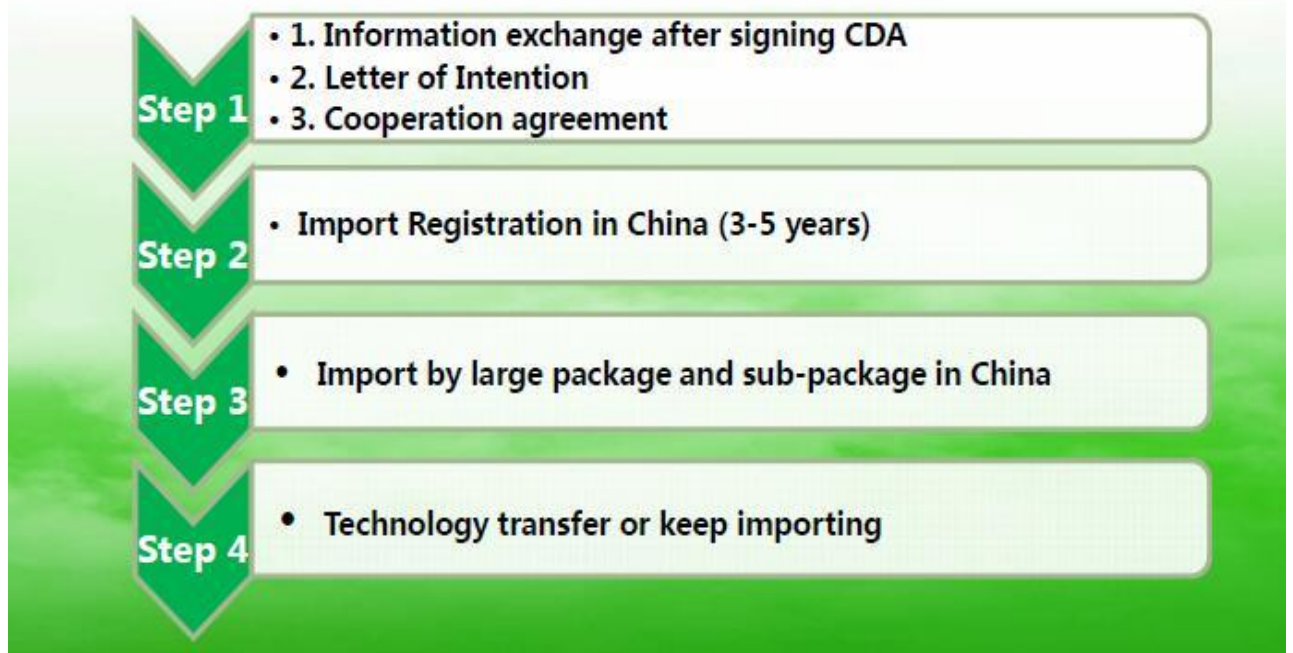 Step 1
• 1. Information exchange after signing CDA
• 2. Letter of Intention
• 3. Cooperation agreement
Step 2
• Import Registration in China (3-5 years)
Step 3
• Import by large package and sub-package in China
Step 4
• Technology transfer or keep importing